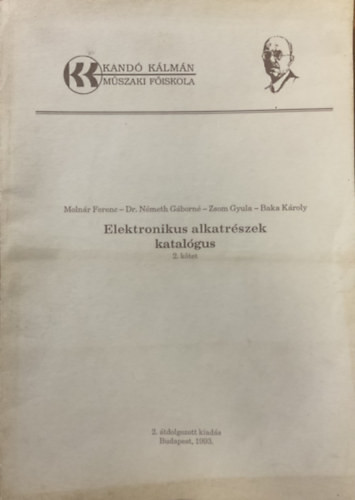 KANDÓ KÁLMÁN
MŰSZAKI FŐISKOLA
Molnár Ferenc – Dr. Németh Gáborné – Zsom Gyula – Baka Károly
Elektronikus alkatrészek
katalógus
2. kötet
2. átdolgozott kiadás
Budapest, 1993.